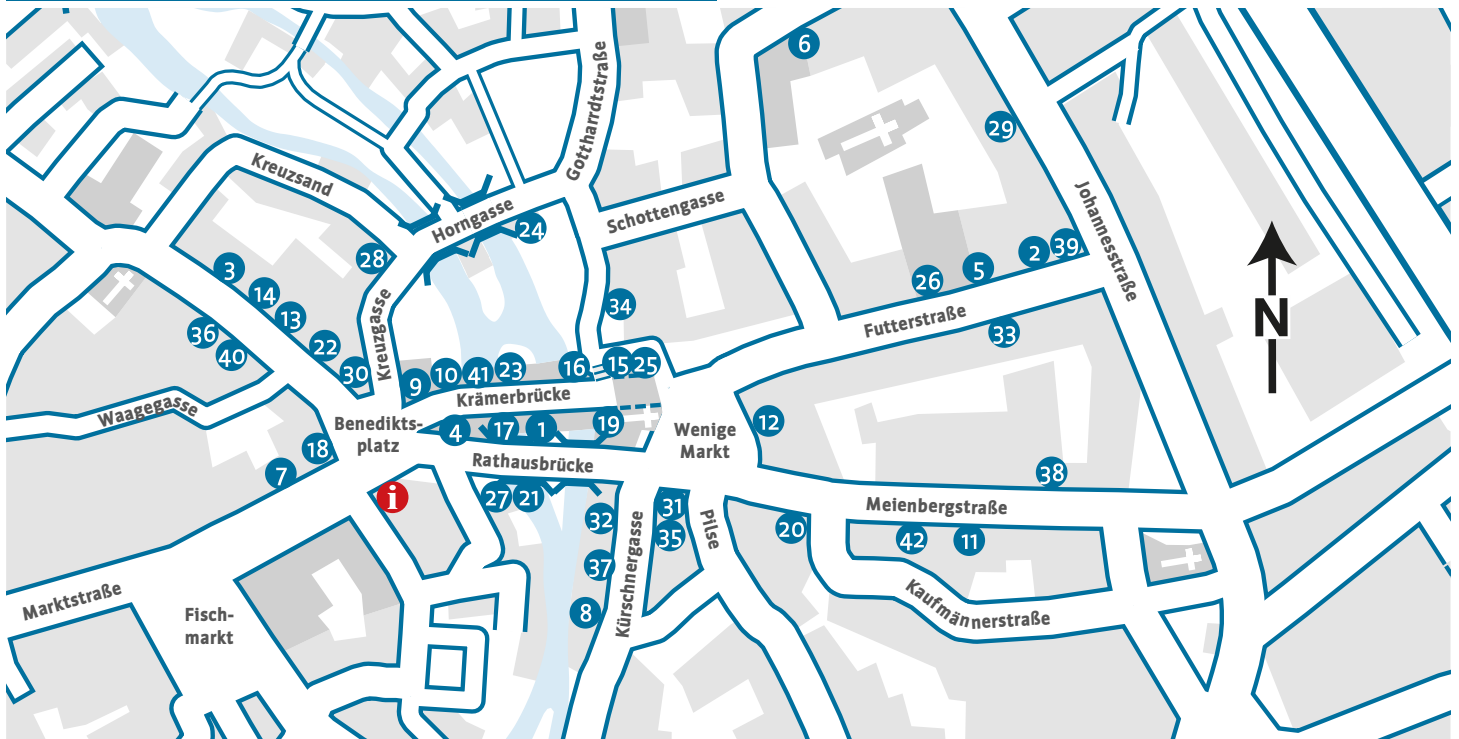 6
Gottharrdtstraße
29
Kreuzsand
Johannesstraße
Schottengasse
Horngasse
24
28
3
14
13
36
40
22
30
Kreuzgasse
34
26
5
2
39
Futterstraße
33
N
9
10
41
23
16
15
25
Krämerbrücke
Waagegasse
Benedikts-
platz
4
17
1
19
Wenige
Markt
12
18
7
i
Rathausbrücke
27
21
32
37
8
Kürschnergasse
31
35
Pilse
20
38
Meienbergstraße
42
11
Kaufmännerstraße
Marktstraße
Fisch-
markt